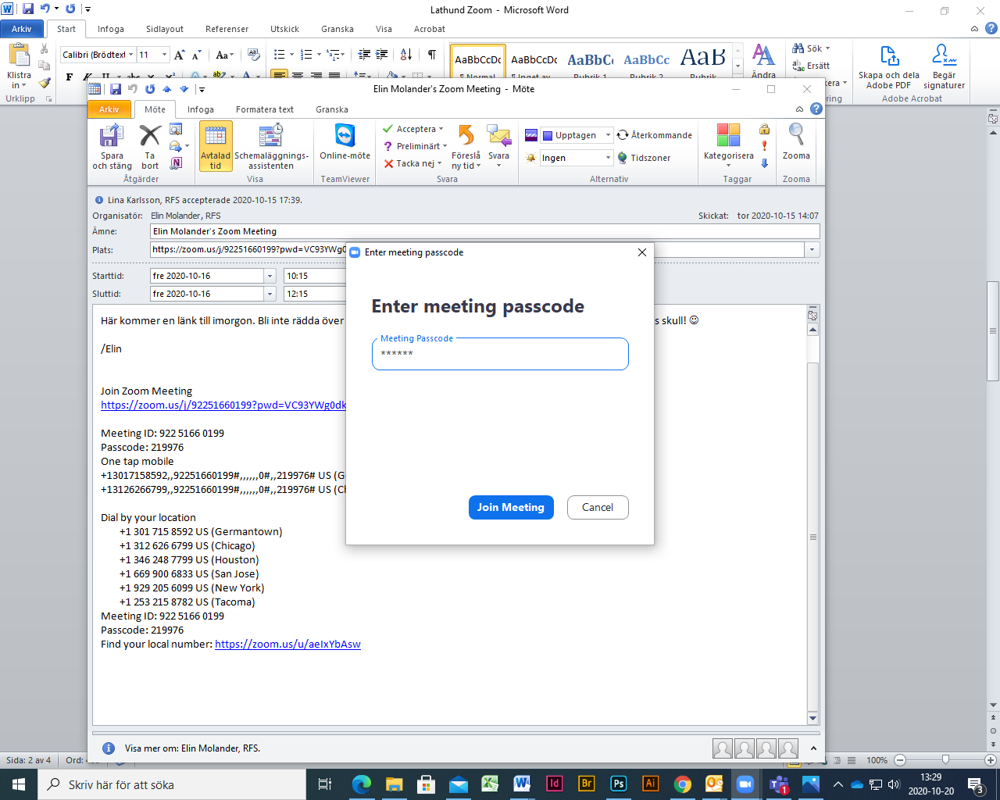 Lathund Zoom - Microsoft Word
Arkiv Start Infoga Sidlayout Referenser Utskick Granska Visa Acrobat
Klistra in
Urklipp
Calibri (Brödtext 11
AaBbCcDc AaBbCcDc AaBbC AaBbCc AaB
Ändra
Sök
Ersätt
Skapa och dela Adobe PDF
Begär signaturer
Adobe Acrobat
Elin Molander's Zoom Meeting - Möte
Arkiv Möte Infoga Formatera text Granska
Spara och stäng
Ta bort
Åtgärder
Avtalad tid
Schemaläggnings-assistenten
Visa
Online-möte
TeamViewer
Acceptera
Preliminärt
Tacka nej
Föreslå ny tid
Svara
Svara
Upptagen
Ingen
Återkommande
Tidszoner
Alternativ
Kategorisera
Taggar
Zooma
Zooma
Lina Karlsson, RFS accepterade 2020-10-15 17:39.
Organisatör: Elin Molander, RFS
Skickat: tor 2020-10-15 14:07
Ämne: Elin Molander's Zoom Meeting
Plats: https://zoom.us/j/92251660199?pwd=VC93YWg0
Starttid: fre 2020-10-16 10:15
Sluttid: fre 2020-10-16 12:15
Enter meeting passcode
Enter meeting passcode
Meeting Passcode
******
Join Meeting Cancel
Här kommer en länk till imorgon. Bli inte rädda över s skull! ☺
/Elin
Join Zoom Meeting
https://zoom.us/j/92251660199?pwd=VC93YWg0dk
Meeting ID: 922 5166 0199
Passcode: 219976
One tap mobile
+13017158592,,92251660199#,,,,,,0#,,219976# US (G
+13126266799,,92251660199#,,,,,,0#,,219976# US (Ch
Dial by your location
+1 301 715 8592 US (Germantown)
+1 312 626 6799 US (Chicago)
+1 346 248 7799 US (Houston)
+1 669 900 6833 US (San Jose)
+1 929 205 6099 US (New York)
+1 253 215 8782 US (Tacoma)
Meeting ID: 922 5166 0199
Passcode: 219976
Find your local number: https://zoom.us/u/aeIxYbAsw
Visa mer om: Elin Molander, RFS.
Sida: 2 av 4 Ord:
100%
Skriv här för att söka
13:29
2020-10-20